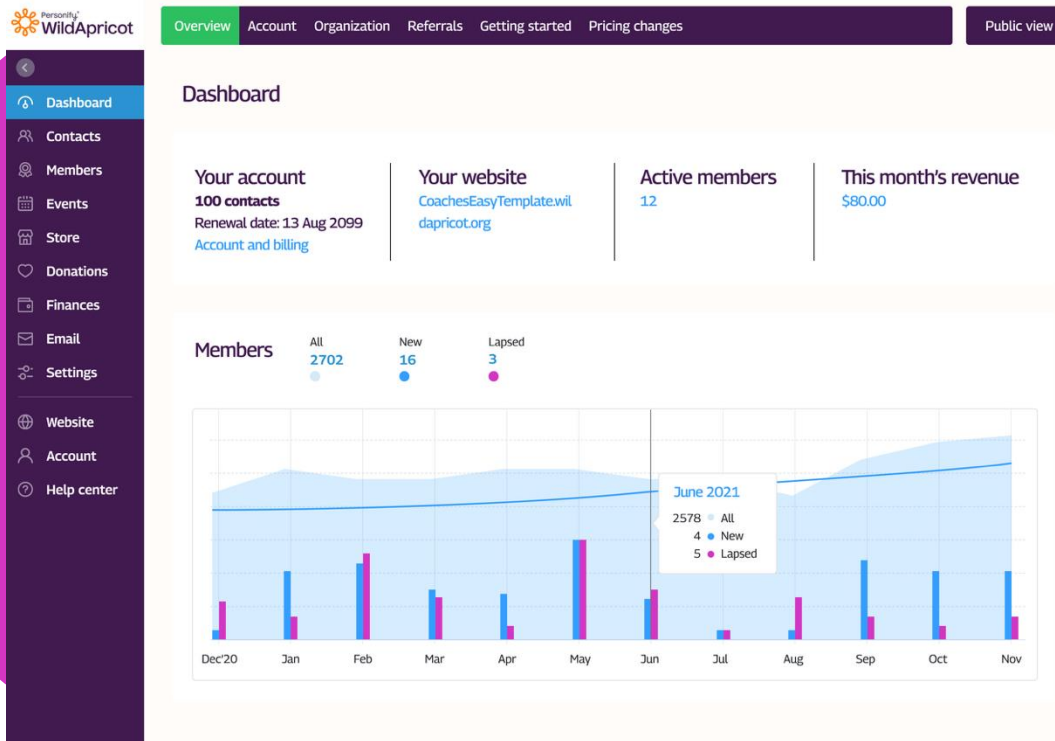 Personify
WildApricot
Overview Account Organization Referrals Getting started Pricing changes Public view
Dashboard
Contacts
Members
Events
Store
Donations
Finances
Email
Settings
Website
Account
Help center
Dashboard
Your account
100 contacts
Renewal date: 13 Aug 2099
Account and billing
Your website
CoachesEasyTemplate.wil
dapricot.org
Active members
12
This month's revenue
$80.00
Members
All
2702
New
16
Lapsed
3
June 2021
2578 All
4 New
5 Lapsed
Dec'20 Jan Feb Mar Apr May Jun Jul Aug Sep Oct Nov